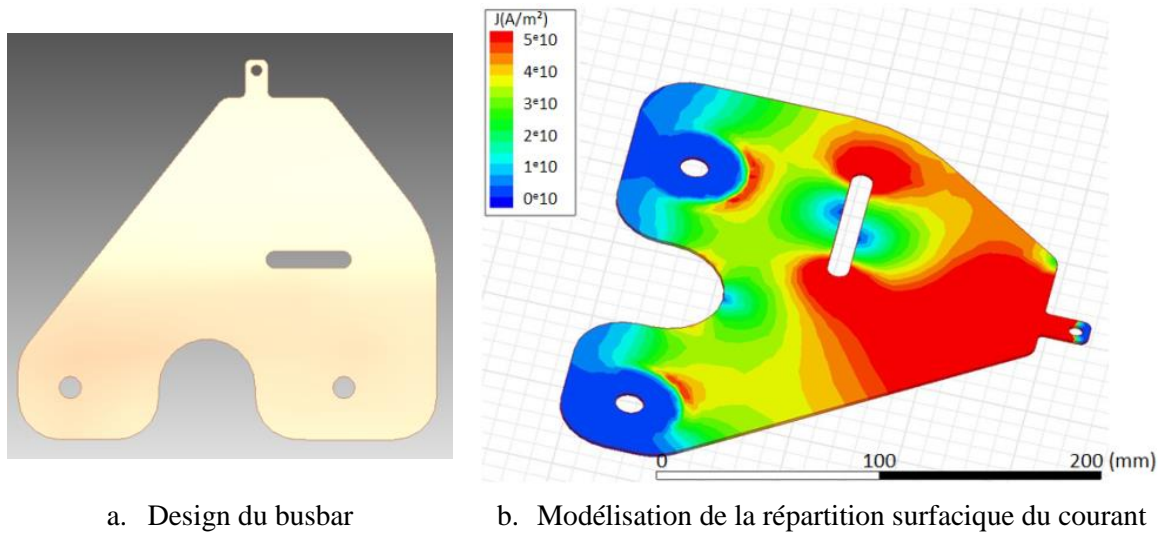 J(A/m²)
5ᵉ10
4ᵉ10
3ᵉ10
2ᵉ10
1ᵉ10
0ᵉ10
0 100 200 (mm)
a. Design du busbar
b. Modélisation de la répartition surfacique du courant